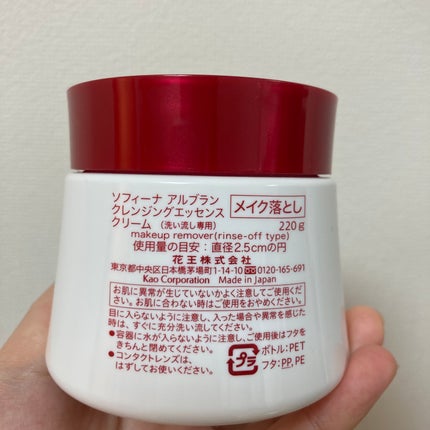 ソフィーナ アルブラン
クレンジングエッセンス
クリーム (洗い流し専用)
メイク落とし
220g
makeup remover(rinse-off type)
使用量の目安：直径2.5cmの円
花王株式会社
東京都中央区日本橋茅場町1-14-10 0120-165-691
Kao Corporation Made in Japan
お肌に異常が生じていないかよく注意してご使用ください。
お肌に合わない時はご使用をおやめください。
目に入らないように注意し、入った場合や異常を感じた
時は、すぐに充分洗い流してください。
●容器に水が入らないように注意し、ご使用後はフタを
きちんと閉めてください。
●コンタクトレンズは、
はずしてお使いください。
プラ
ボトル:PET
フタ:PP, PE